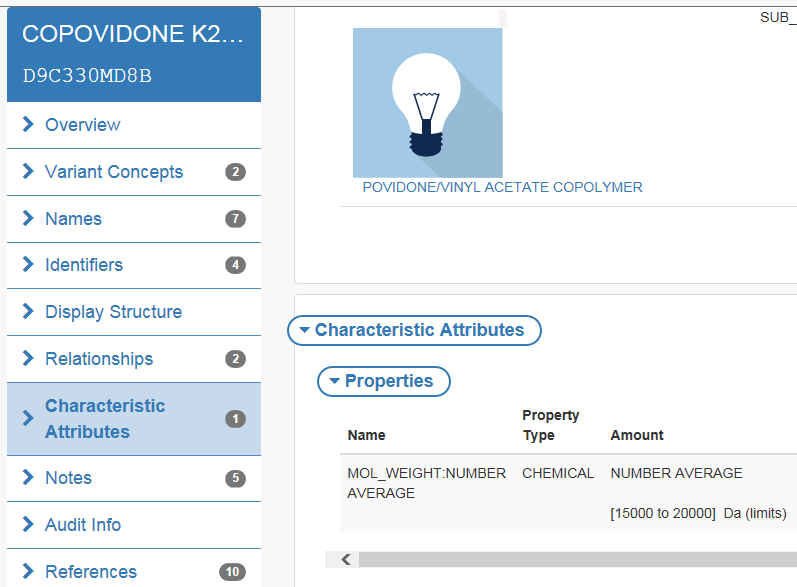 COPOVIDONE K2...
D9C330MD8B
Overview
Variant Concepts 2
Names 7
Identifiers 4
Display Structure
Relationships 2
Characteristic
Attributes 1
Notes 5
Audit Info
References 10
SUB_
POVIDONE/VINYL ACETATE COPOLYMER
Characteristic Attributes
Properties
Name Property Type Amount
MOL_WEIGHT:NUMBER AVERAGE CHEMICAL NUMBER AVERAGE
[15000 to 20000] Da (limits)